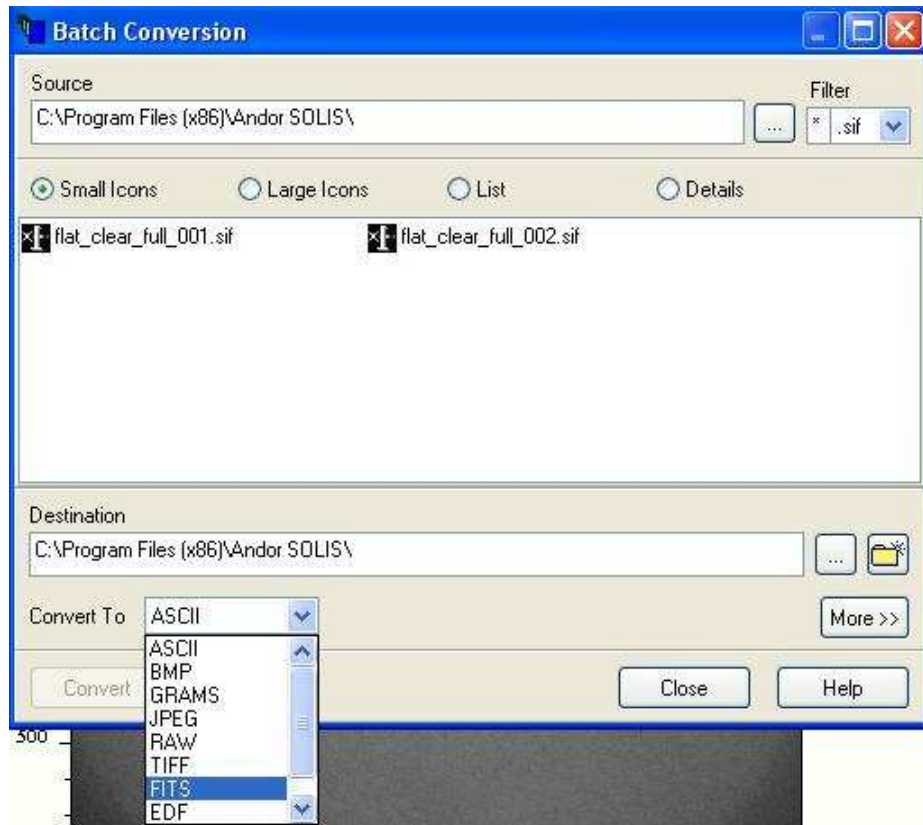 Batch Conversion
Source
Filter
C:\Program Files (x86)\Andor SOLIS\
...
* .sif
Small Icons Large Icons List Details
flat_clear_full_001.sif flat_clear_full_002.sif
Destination
C:\Program Files (x86)\Andor SOLIS\
...
Convert To ASCII
More >>
ASCII
BMP
GRAMS
JPEG
RAW
TIFF
FITS
EDF
Convert
Close
Help